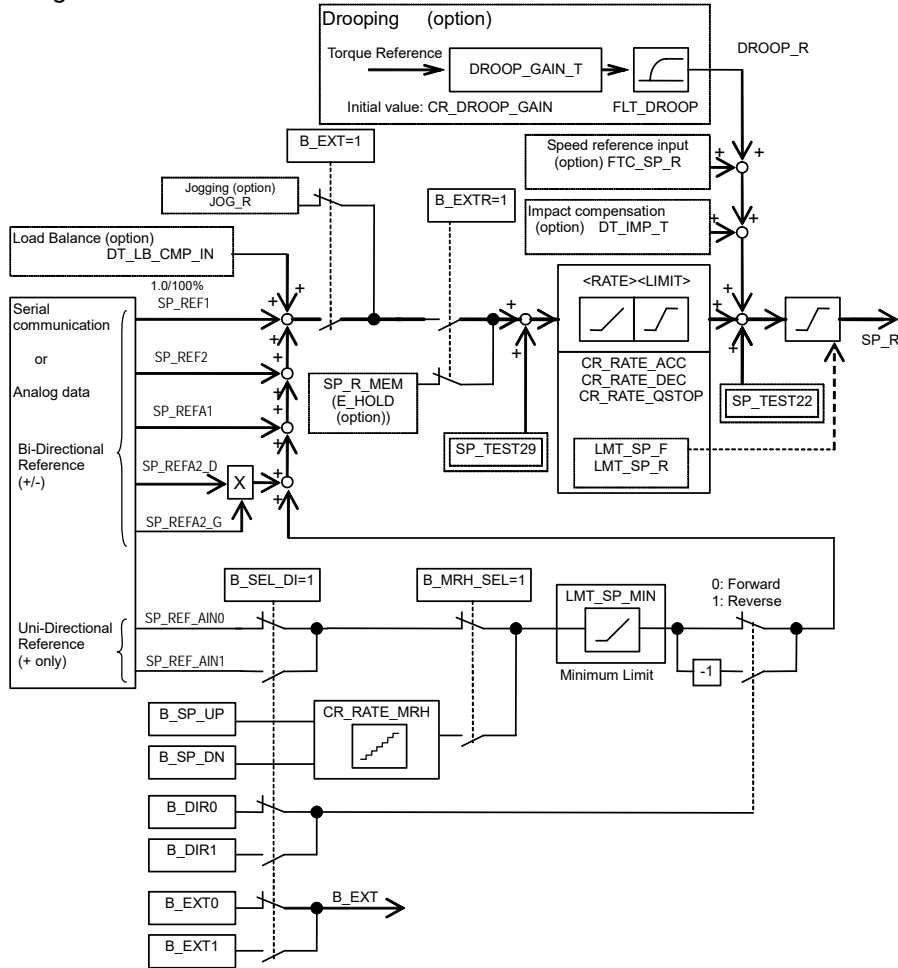 Drooping (option)
Torque Reference
DROOP_GAIN_T
DROOP_R
Initial value: CR_DROOP_GAIN
FLT_DROOP
B_EXT=1
Speed reference input
(option) FTC_SP_R
+
+
Jogging (option)
JOG_R
B_EXTR=1
Impact compensation
(option) DT_IMP_T
+
+
Load Balance (option)
DT_LB_CMP_IN
<RATE><LIMIT>
1.0/100%
Serial
communication
or
Analog data
Bi-Directional
Reference
(+/-)
SP_REF1
+
+
+
+
+
SP_R
SP_REF2
+
+
SP_R_MEM
(E_HOLD
(option))
+
CR_RATE_ACC
CR_RATE_DEC
CR_RATE_QSTOP
+
SP_TEST22
SP_REFA1
+
+
SP_TEST29
LMT_SP_F
LMT_SP_R
SP_REFA2_D
X
+
+
SP_REFA2_G
B_SEL_DI=1
B_MRH_SEL=1
LMT_SP_MIN
0: Forward
1: Reverse
Uni-Directional
Reference
(+ only)
SP_REF_AIN0
SP_REF_AIN1
Minimum Limit
-1
B_SP_UP
CR_RATE_MRH
B_SP_DN
B_DIR0
B_DIR1
B_EXT0
B_EXT
B_EXT1